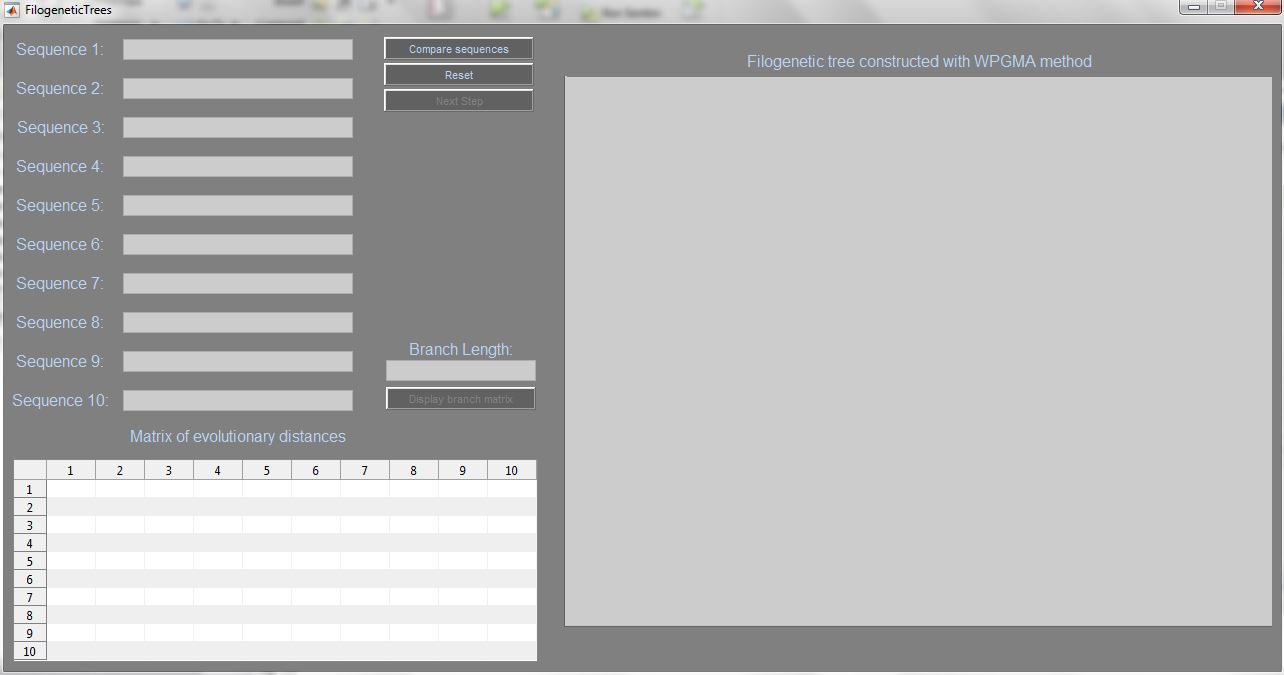 FilogeneticTrees
Sequence 1:
Sequence 2:
Sequence 3:
Sequence 4:
Sequence 5:
Sequence 6:
Sequence 7:
Sequence 8:
Sequence 9:
Sequence 10:
Compare sequences
Reset
Next Step
Branch Length:
Display branch matrix
Matrix of evolutionary distances
1 2 3 4 5 6 7 8 9 10
1
2
3
4
5
6
7
8
9
10
Filogenetic tree constructed with WPGMA method